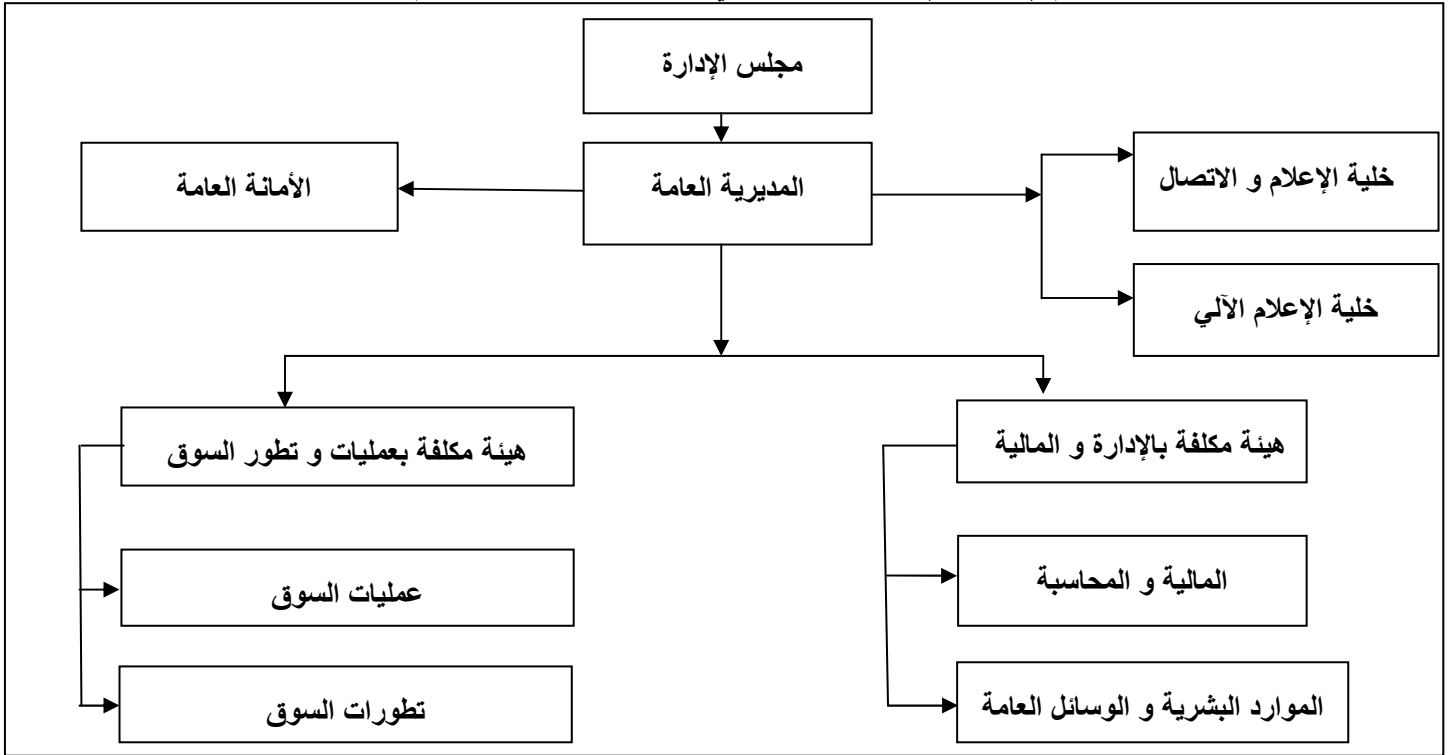 مجلس الإدارة
المديرية العامة
الأمانة العامة
خلية الإعلام و الاتصال
خلية الإعلام الآلي
هيئة مكلفة بالإدارة و المالية
هيئة مكلفة بعمليات و تطور السوق
المالية و المحاسبة
عمليات السوق
الموارد البشرية و الوسائل العامة
تطورات السوق